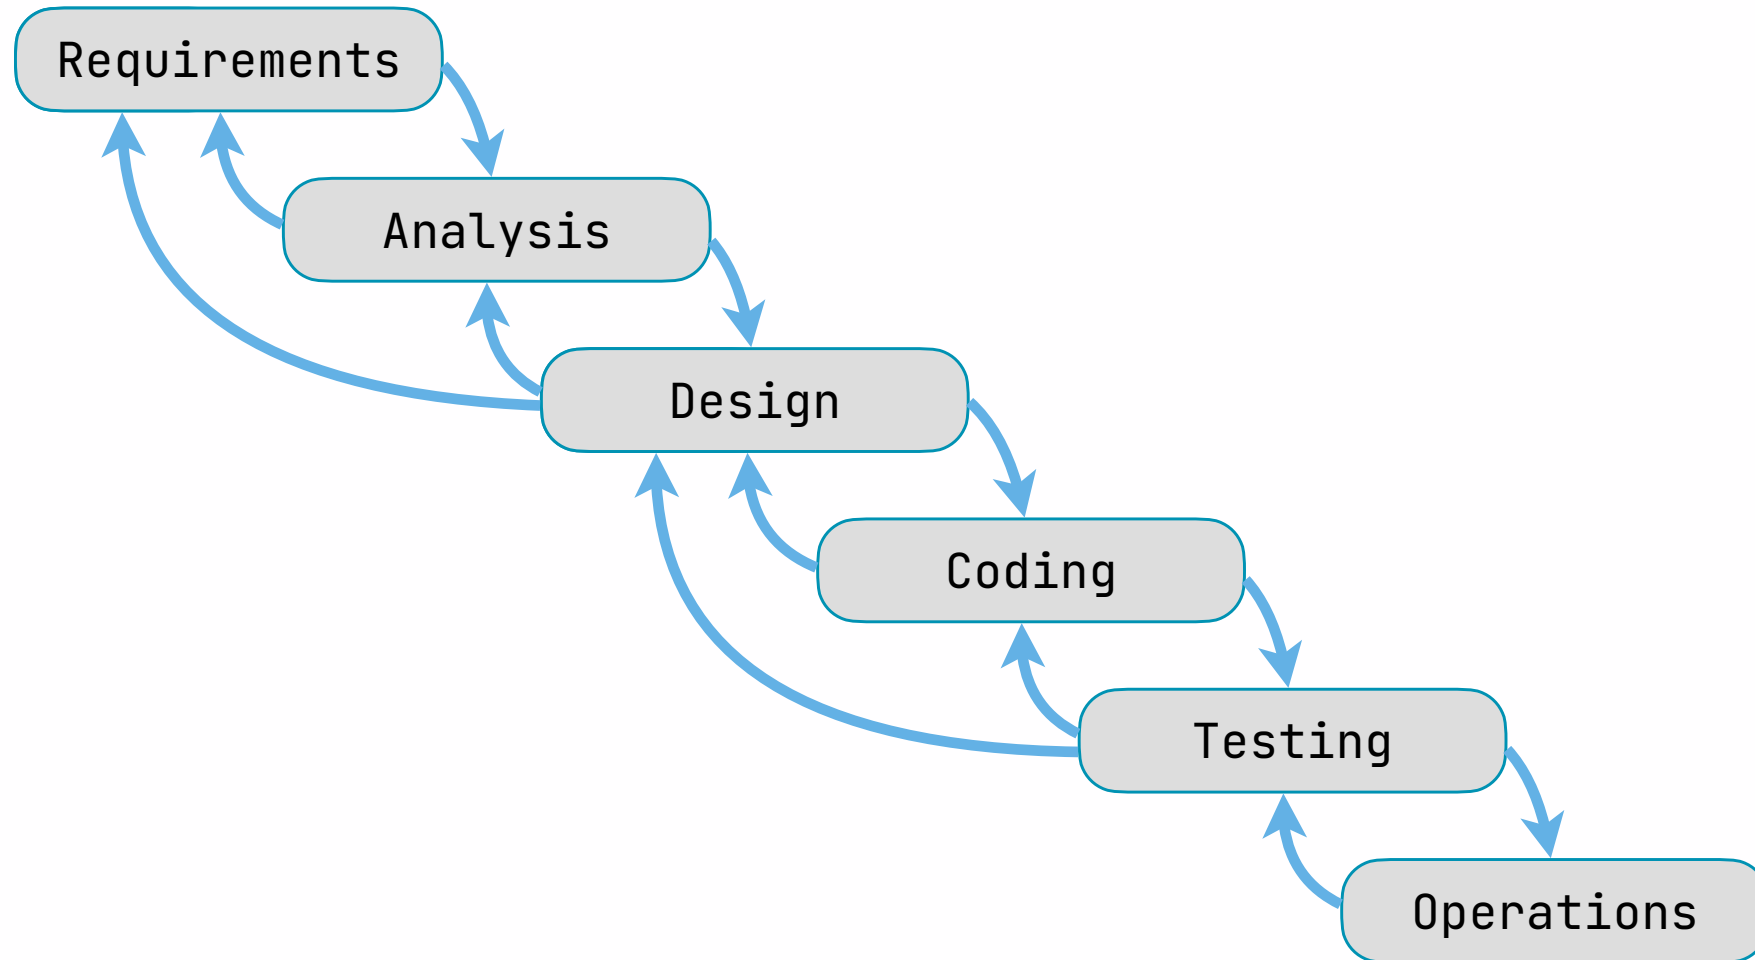 Requirements
Analysis
Design
Coding
Testing
Operations